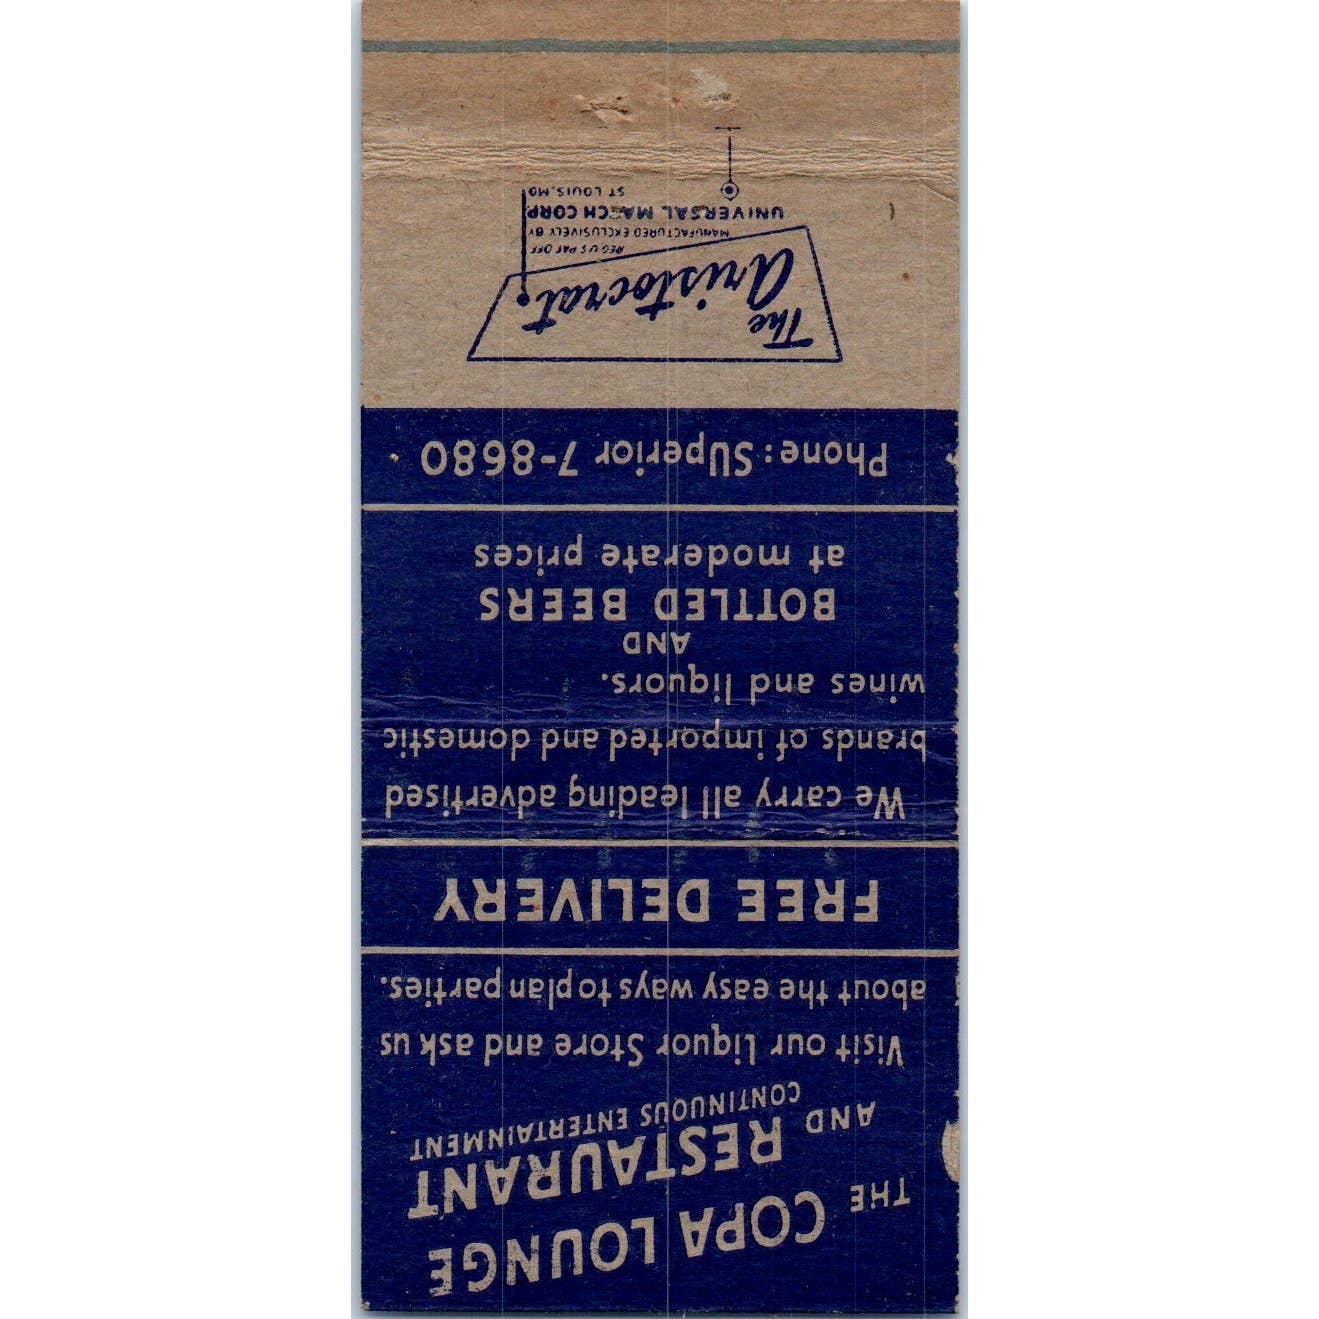 THE COPA LOUNGE
AND RESTAURANT
CONTINUOUS ENTERTAINMENT
Visit our Liquor Store and ask us
about the easy ways to plan parties.
FREE DELIVERY
We carry all leading advertised
brands of imported and domestic
wines and liquors.
AND
BOTTLED BEERS
at moderate prices
Phone: SUperior 7-8680
The
Aristocrat
REG U S PAT OFF
MANUFACTURED EXCLUSIVELY BY
UNIVERSAL MATCH CORP
ST LOUIS, MO